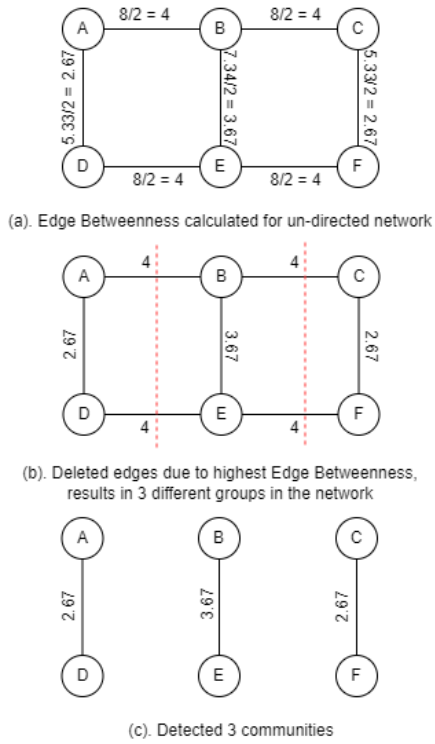 8/2 = 4
8/2 = 4
A
B
C
5.33/2 = 2.67
7.34/2 = 3.67
5.33/2 = 2.67
D
E
F
8/2 = 4
8/2 = 4
(a). Edge Betweenness calculated for un-directed network
4
4
A
B
C
2.67
3.67
2.67
D
E
F
4
4
(b). Deleted edges due to highest Edge Betweenness,
results in 3 different groups in the network
A
B
C
2.67
3.67
2.67
D
E
F
(c). Detected 3 communities